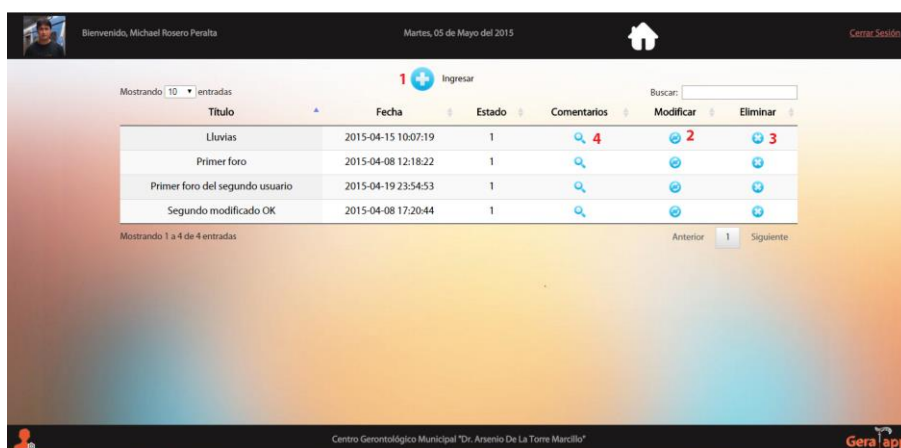 Bienvenido, Michael Rosero Peralta Martes, 05 de Mayo del 2015 Cerrar Sesión
1 Ingresar
Mostrando 10 entradas Buscar:
Título Fecha Estado Comentarios Modificar Eliminar
Lluvias 2015-04-15 10:07:19 1 4 2 3
Primer foro 2015-04-08 12:18:22 1
Primer foro del segundo usuario 2015-04-19 23:54:53 1
Segundo modificado OK 2015-04-08 17:20:44 1
Mostrando 1 a 4 de 4 entradas Anterior 1 Siguiente
Centro Gerontológico Municipal "Dr. Arsenio De La Torre Marcillo" Gera app